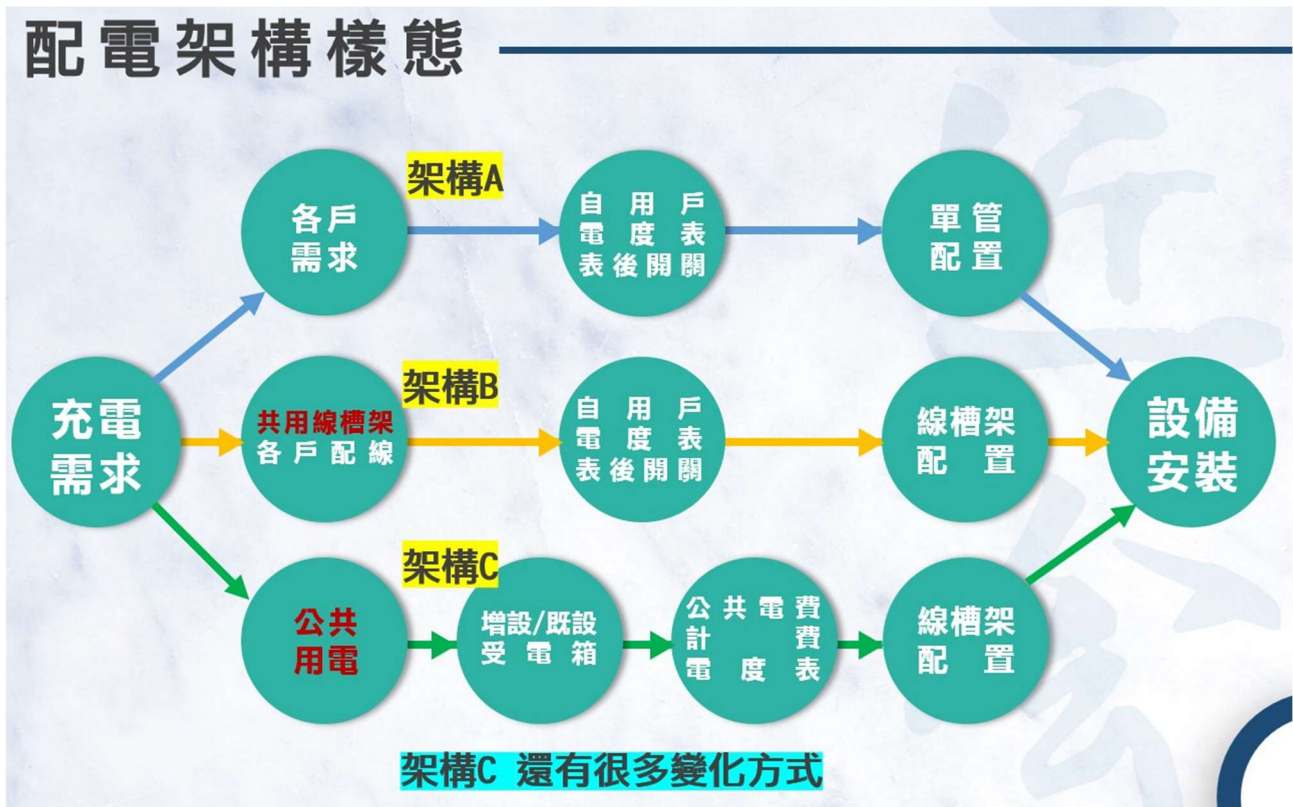 配電架構樣態
架構A
各戶
需求
自用戶
電度表
表後開關
單管
配置
架構B
充電
需求
共用線槽架
各戶配線
自用戶
電度表
表後開關
線槽架
配置
設備
安裝
架構C
公共
用電
增設/既設
受電箱
公共電費
計費
電度表
線槽架
配置
架構C 還有很多變化方式